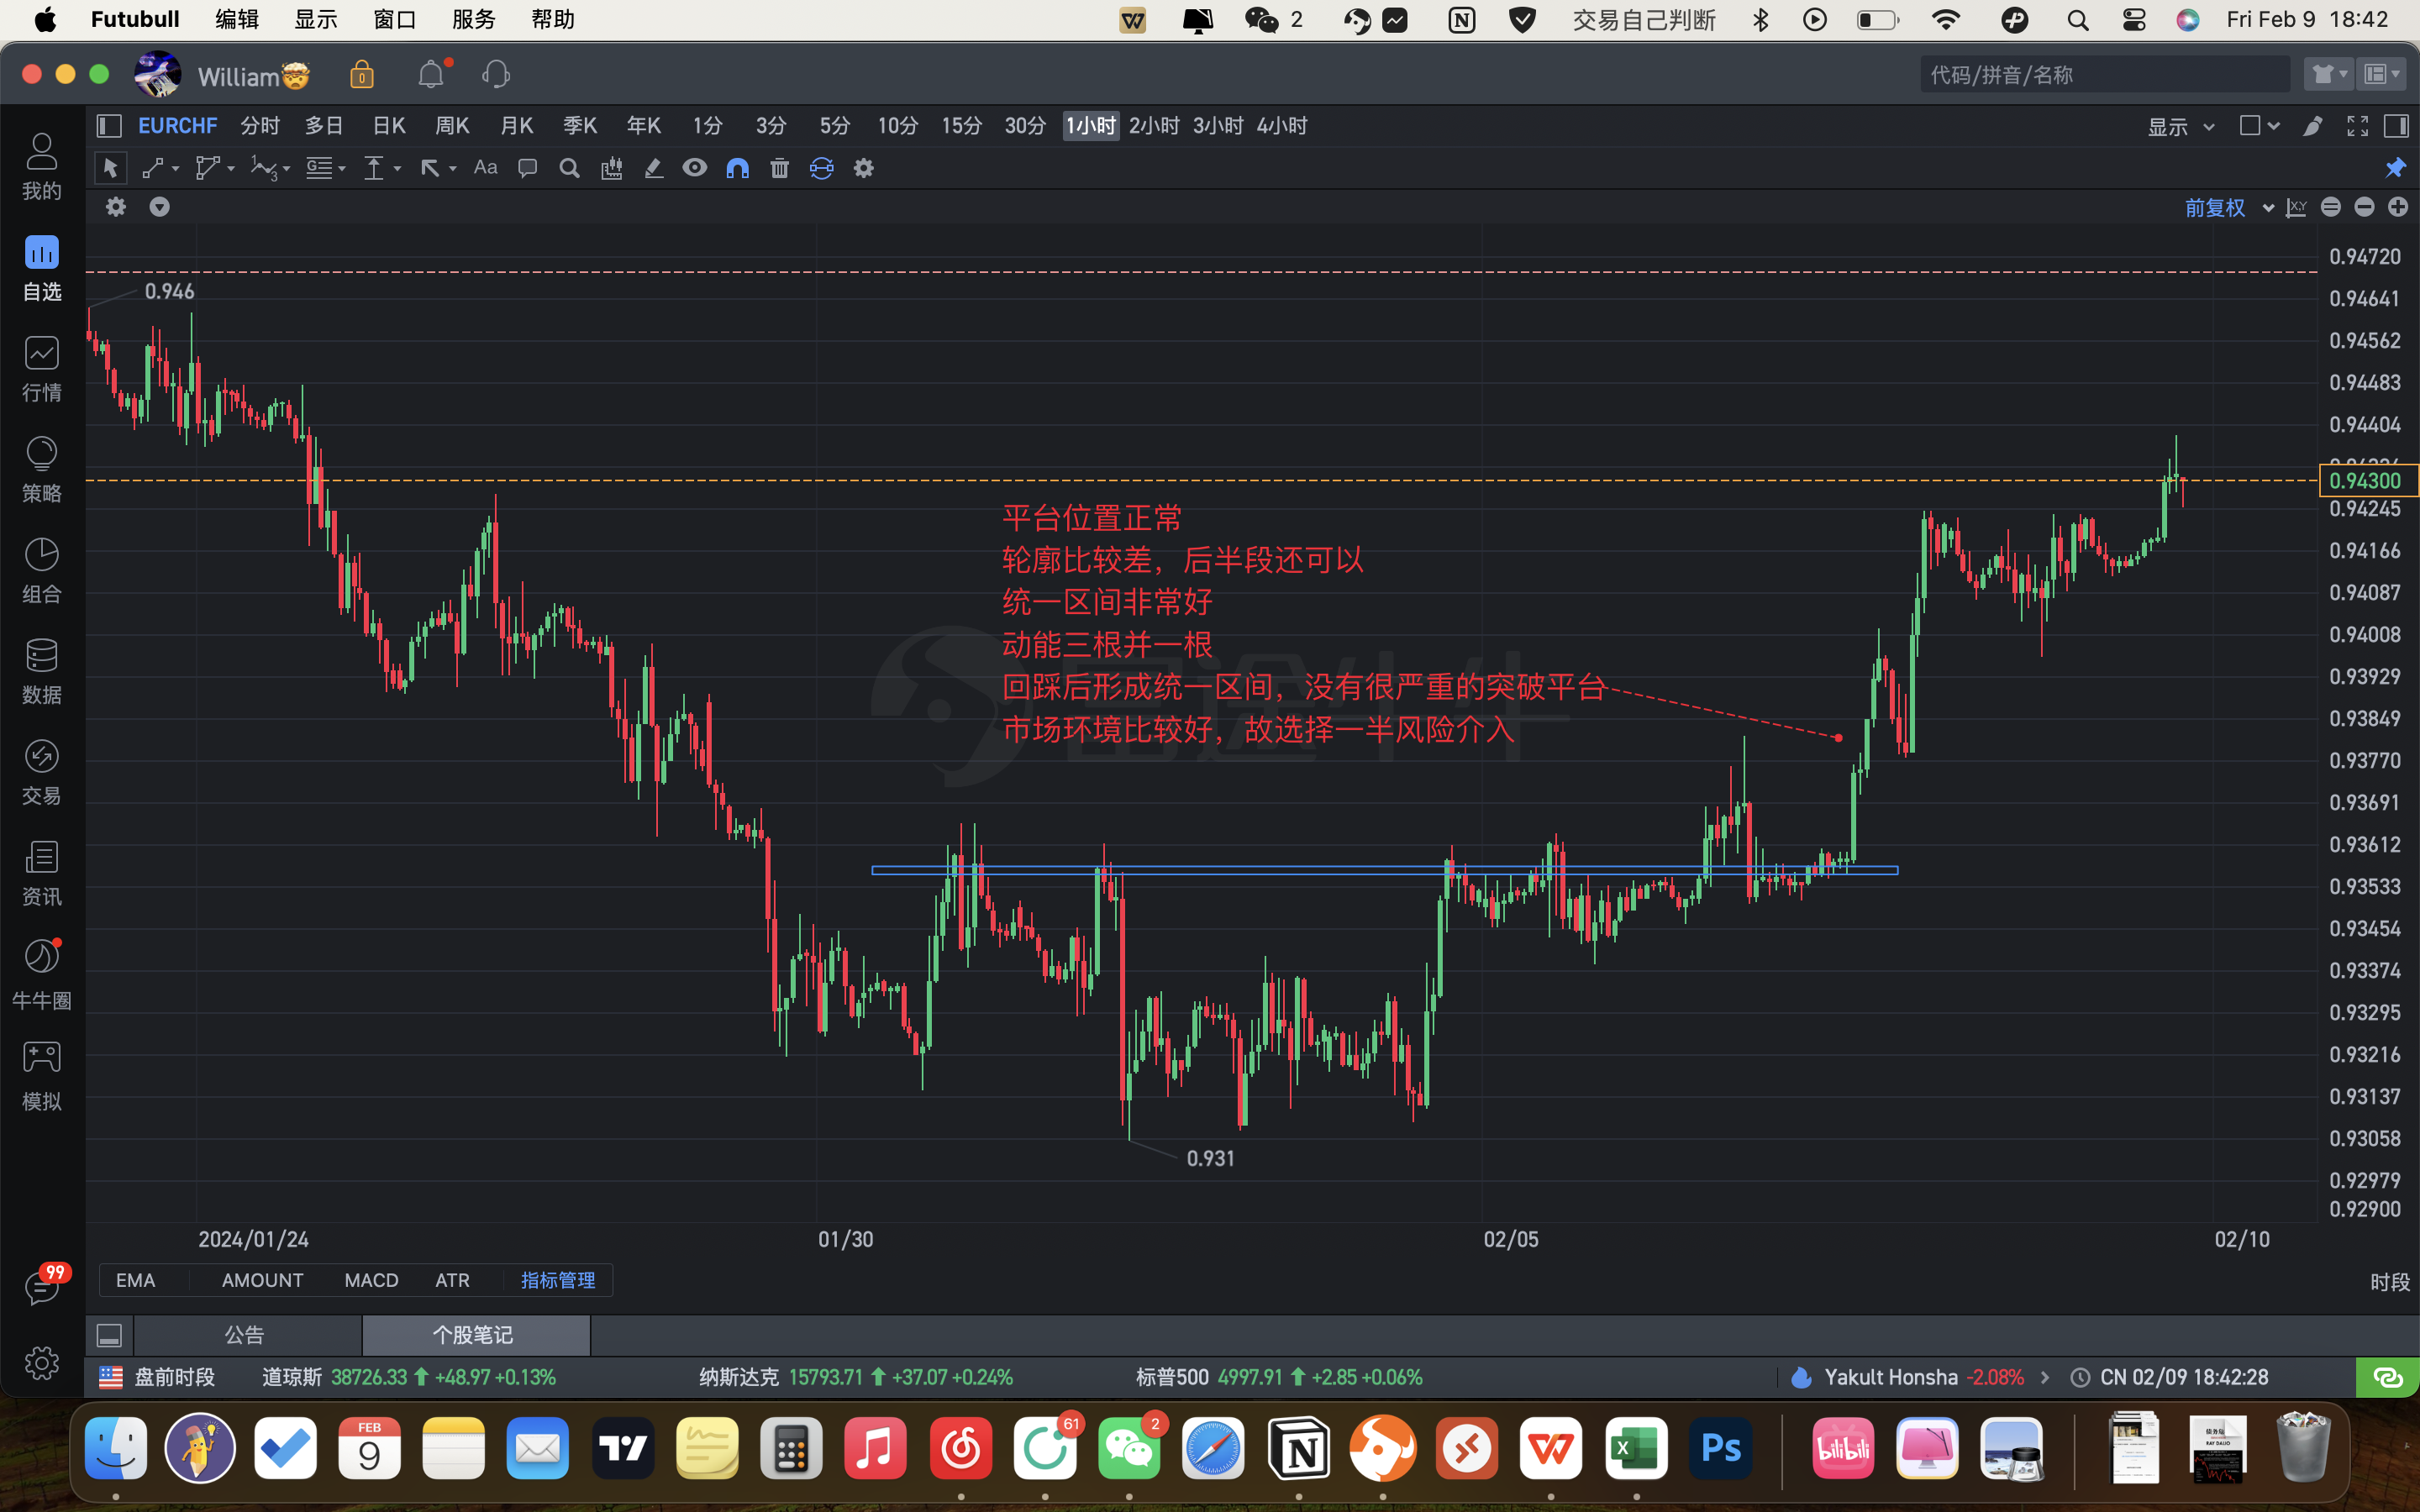 Futubull 编辑 显示 窗口 服务 帮助 2 交易自己判断 Fri Feb 9 18:42
William 代码/拼音/名称
EURCHF 分时 多日 日K 周K 月K 季K 年K 1分 3分 5分 10分 15分 30分 1小时 2小时 3小时 4小时 显示
Aa
前复权 X,Y
我的
自选
行情
策略
组合
数据
交易
资讯
牛牛圈
模拟
99
0.946
平台位置正常
轮廓比较差，后半段还可以
统一区间非常好
动能三根并一根
回踩后形成统一区间，没有很严重的突破平台
市场环境比较好，故选择一半风险介入
富途牛牛
0.931
0.94720
0.94641
0.94562
0.94483
0.94404
0.94300
0.94245
0.94166
0.94087
0.94008
0.93929
0.93849
0.93770
0.93691
0.93612
0.93533
0.93454
0.93374
0.93295
0.93216
0.93137
0.93058
0.92979
0.92900
2024/01/24 01/30 02/05 02/10
EMA AMOUNT MACD ATR 指标管理 时段
公告 个股笔记
盘前时段 道琼斯 38726.33 +48.97 +0.13% 纳斯达克 15793.71 +37.07 +0.24% 标普500 4997.91 +2.85 +0.06% Yakult Honsha -2.08% CN 02/09 18:42:28
FEB
9
61
2
N
X
Ps
bilibili
RAY DALIO